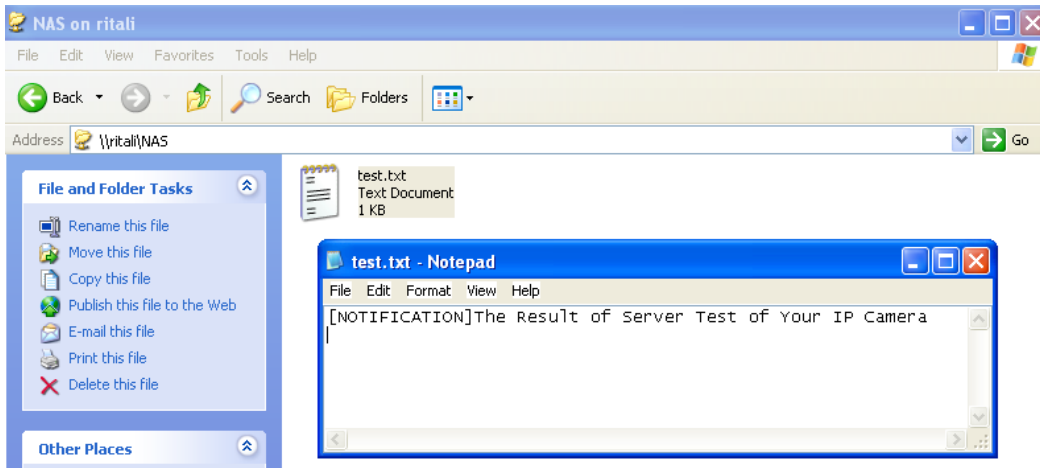 NAS on ritali
File Edit View Favorites Tools Help
Back Search Folders
Address \\ritali\NAS Go
File and Folder Tasks
Rename this file
Move this file
Copy this file
Publish this file to the Web
E-mail this file
Print this file
Delete this file
Other Places
test.txt
Text Document
1 KB
test.txt - Notepad
File Edit Format View Help
[NOTIFICATION]The Result of Server Test of Your IP Camera